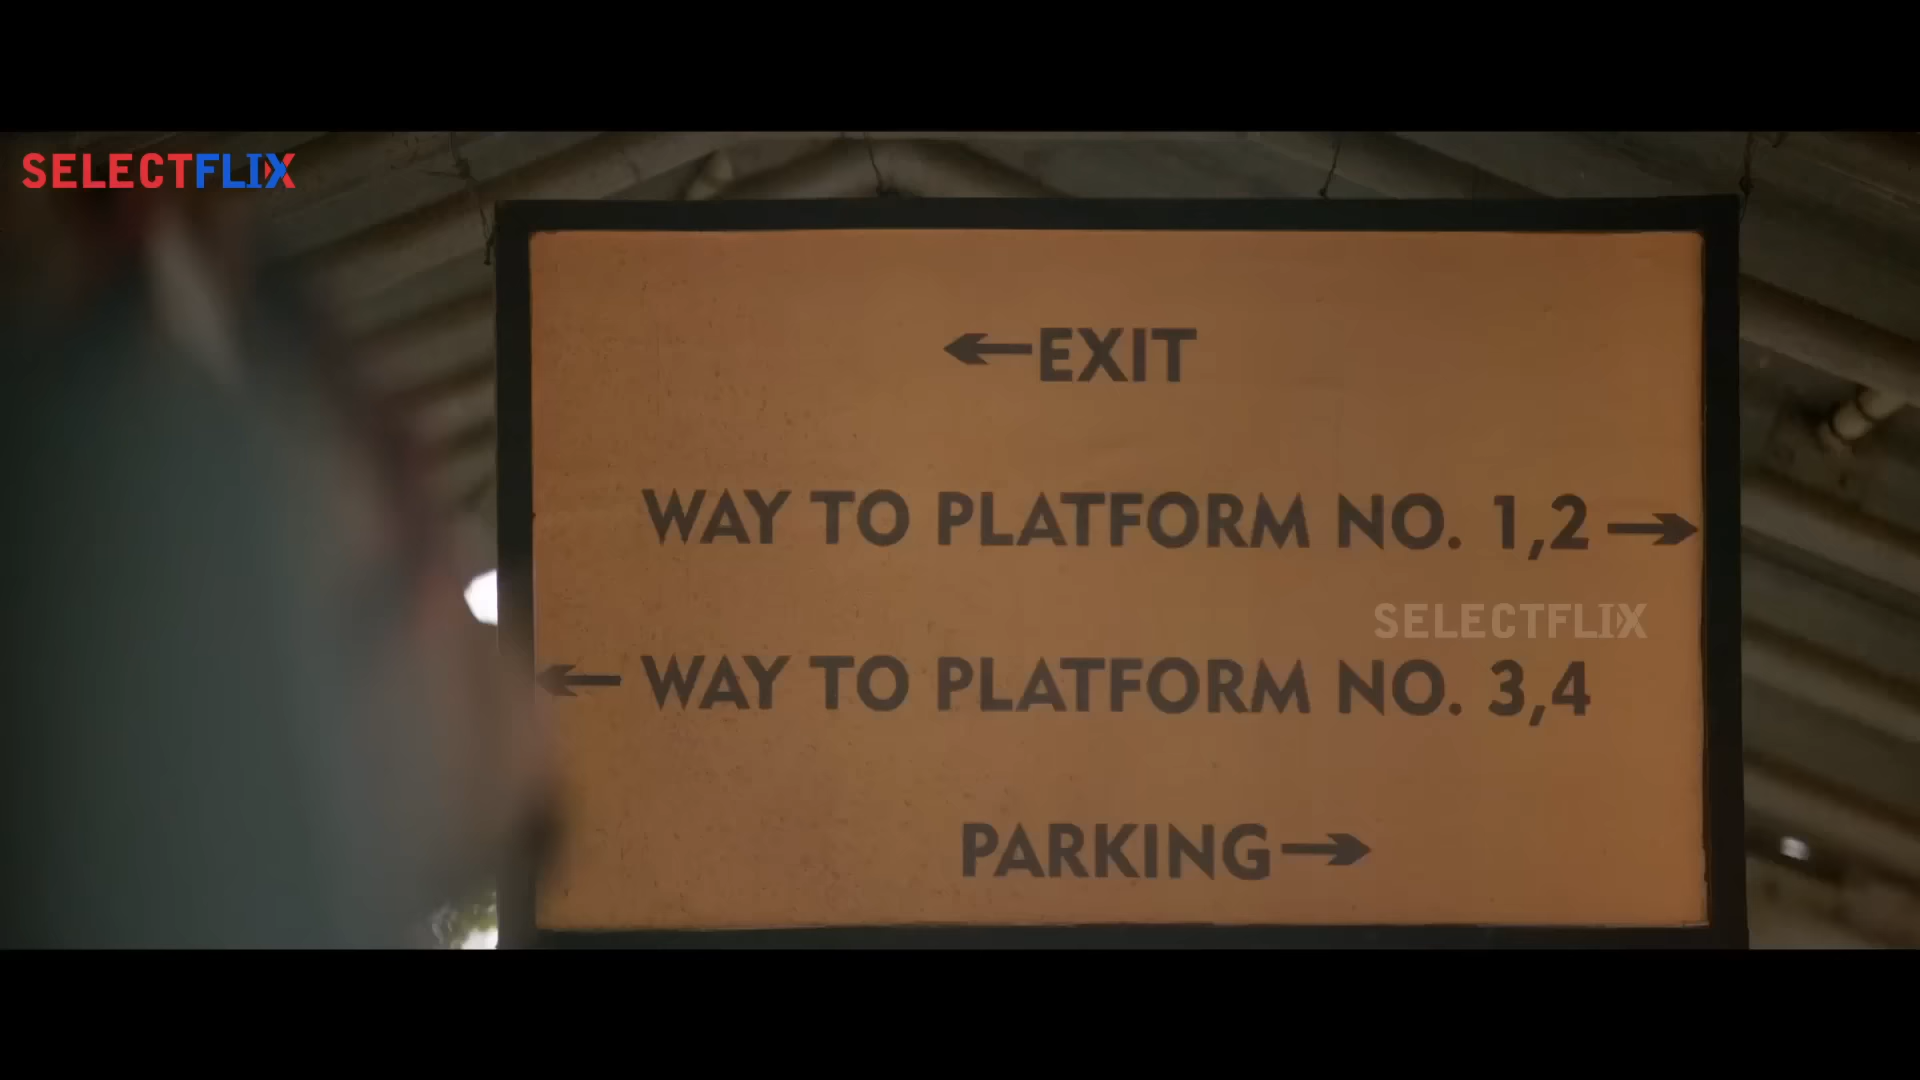 SELECTFLIX
←EXIT
WAY TO PLATFORM NO. 1,2→
SELECTFLIX
← WAY TO PLATFORM NO. 3,4
PARKING→